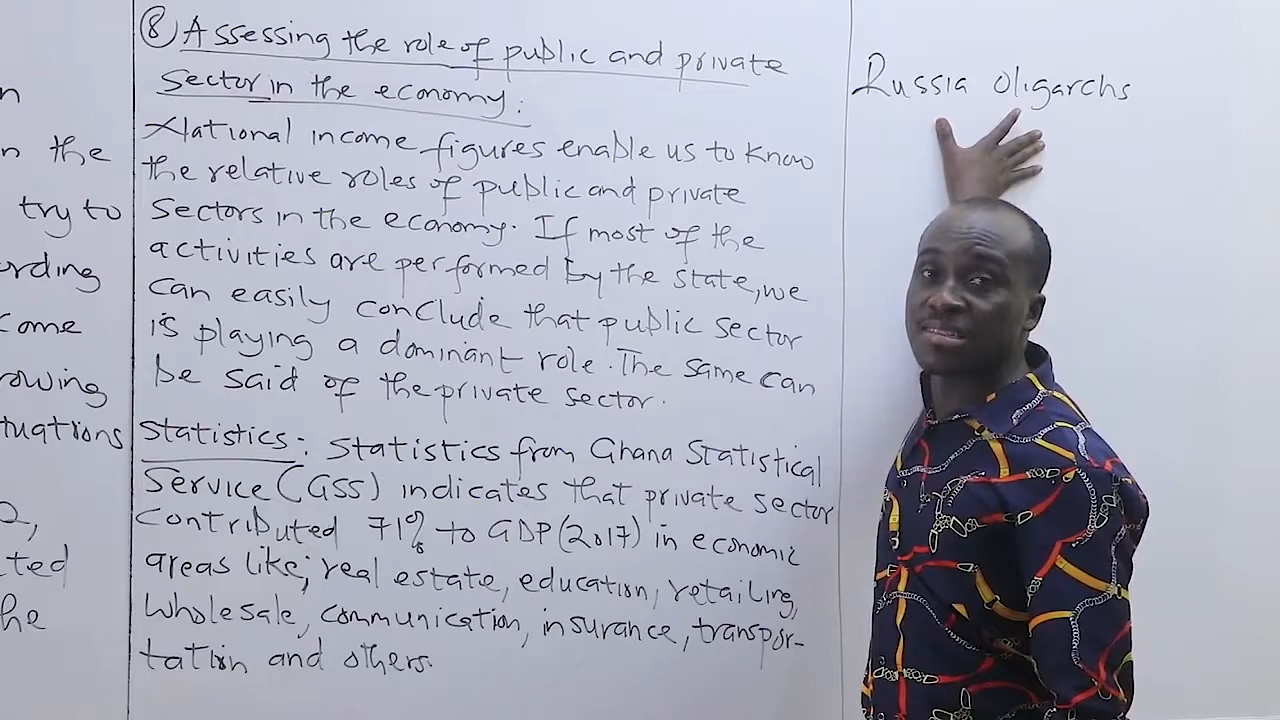 n
n the
try to
ording
come
rowing
tuations
ted
he
⑧ Assessing the role of public and private
sector in the economy:
National income figures enable us to know
the relative roles of public and private
sectors in the economy. If most of the
activities are performed by the state, we
can easily conclude that public sector
is playing a dominant role. The same can
be said of the private sector.
Statistics: Statistics from Ghana Statistical
Service (GSS) indicates that private sector
contributed 71% to GDP (2017) in economic
areas like; real estate, education, retailing,
wholesale, communication, insurance, transpor-
tation and others.
Russia Oligarchs